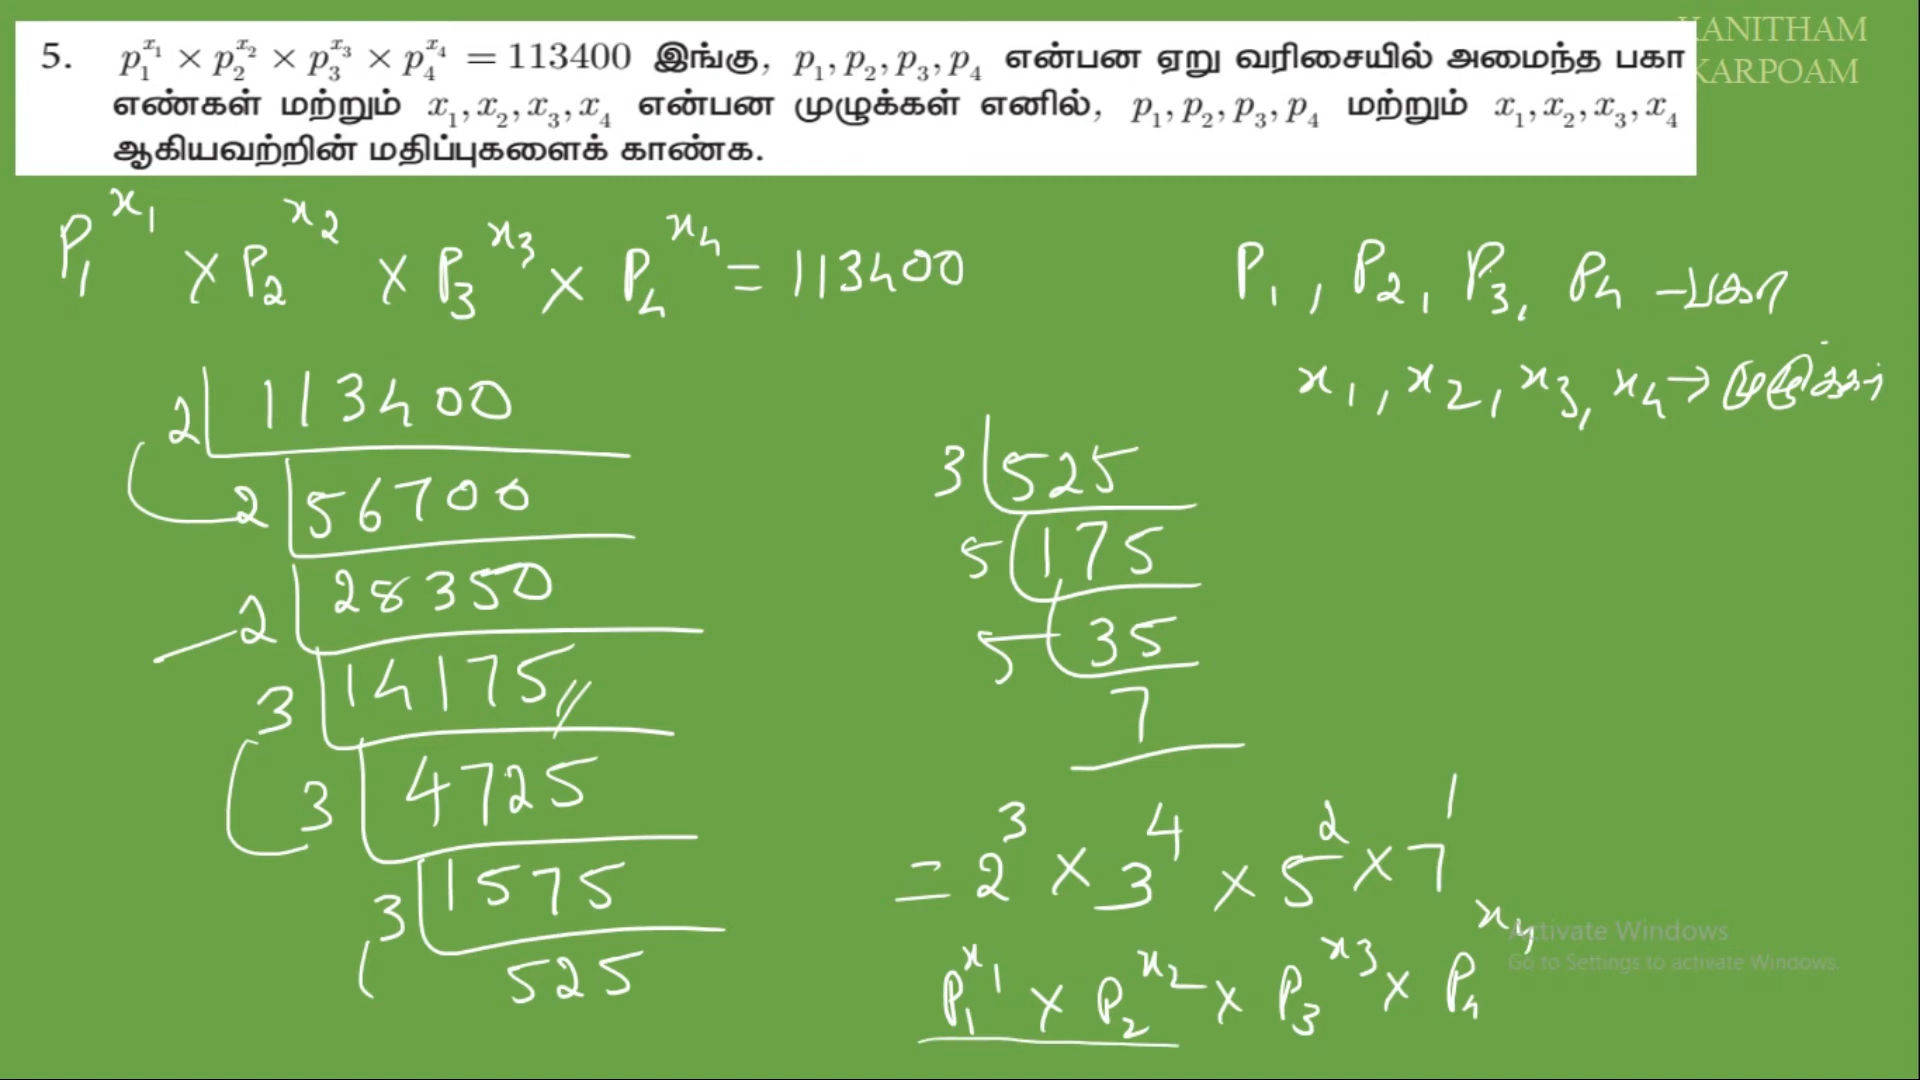 KANITHAM
KARPOAM
5. p₁^x₁ × p₂^x₂ × p₃^x₃ × p₄^x₄ = 113400 இங்கு, p₁, p₂, p₃, p₄ என்பன ஏறு வரிசையில் அமைந்த பகா
எண்கள் மற்றும் x₁, x₂, x₃, x₄ என்பன முழுக்கள் எனில், p₁, p₂, p₃, p₄ மற்றும் x₁, x₂, x₃, x₄
ஆகியவற்றின் மதிப்புகளைக் காண்க.
P₁^x₁ × P₂^x₂ × P₃^x₃ × P₄^x₄ = 113400
P₁, P₂, P₃, P₄ – பகா
x₁, x₂, x₃, x₄ →
2 113400
2 56700
2 28350
3 14175
3 4725
3 1575
525
3 525
5 175
5 35
7
= 2³ × 3⁴ × 5² × 7¹
P₁^x₁ × P₂^x₂ × P₃^x₃ × P₄^x₄
Activate Windows
Go to Settings to activate Windows.